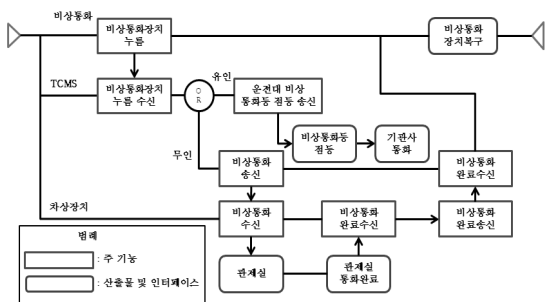 비상통화
비상통화장치
누름
비상통화
장치복구
TCMS
비상통화장치
누름 수신
O
R
유인
운전대 비상
통화등 점등 송신
비상통화등
점등
기관사
통화
무인
비상통화
송신
비상통화
완료수신
차상장치
비상통화
수신
비상통화
완료수신
비상통화
완료송신
관제실
관제실
통화완료
범례
: 주 기능
: 산출물 및 인터페이스